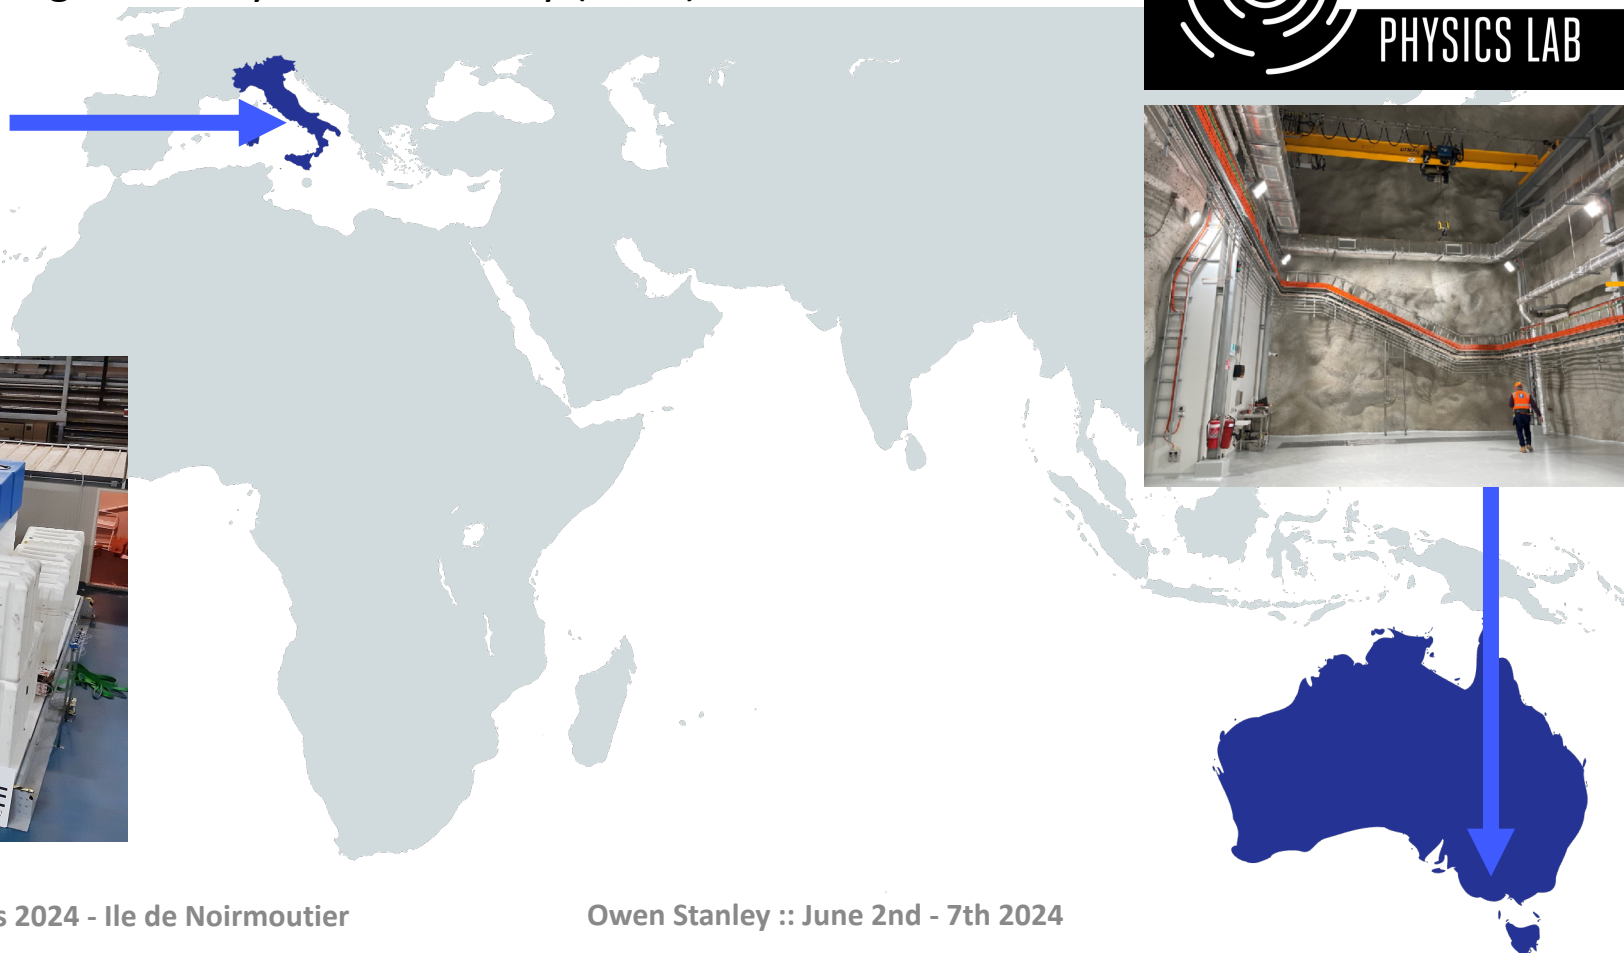 PHYSICS LAB
s 2024 - Ile de Noirmoutier
Owen Stanley :: June 2nd - 7th 2024